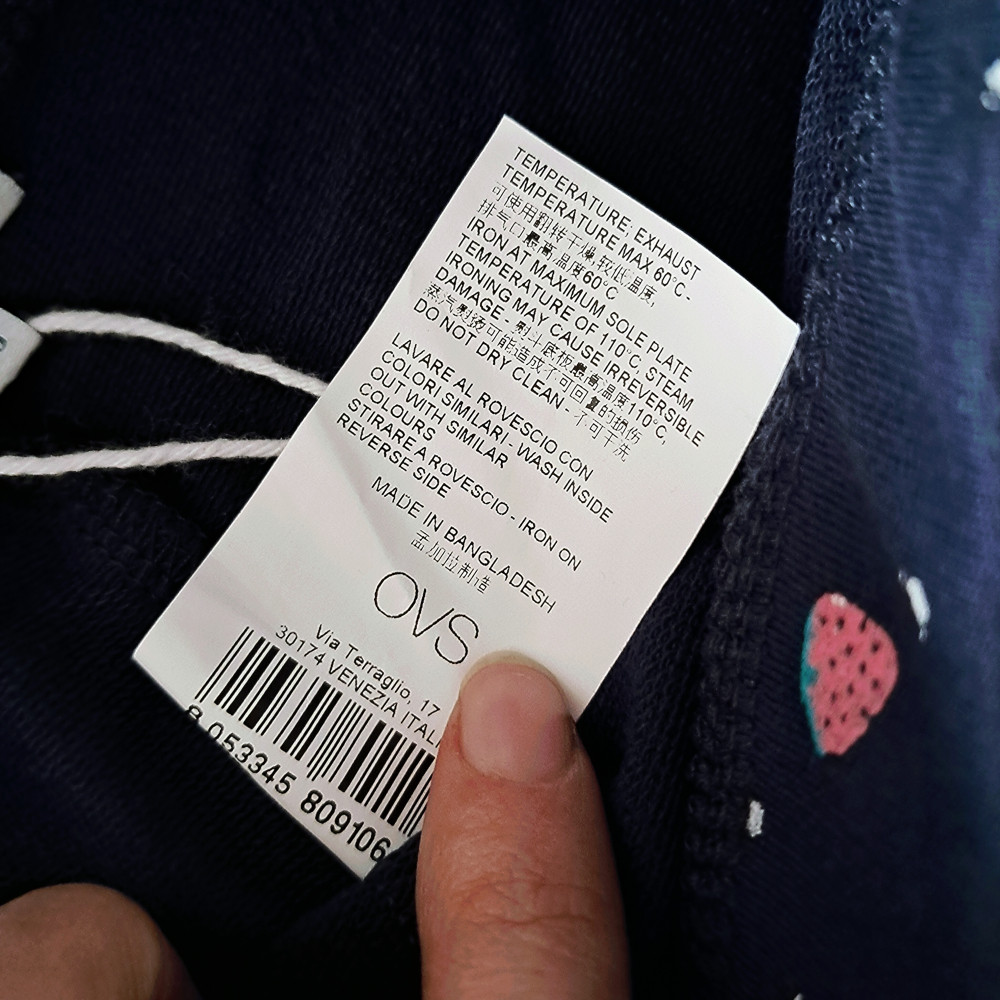 TEMPERATURE; EXHAUST
TEMPERATURE MAX 60°C -
可使用翻转干燥,较低温度,
排气口最高温度60°C
IRON AT MAXIMUM SOLE PLATE
TEMPERATURE OF 110°C, STEAM
IRONING MAY CAUSE IRREVERSIBLE
DAMAGE - 熨斗底板最高温度110°C,
蒸汽熨烫可能造成不可回复的损伤
DO NOT DRY CLEAN - 不可干洗
LAVARE AL ROVESCIO CON
COLORI SIMILARI - WASH INSIDE
OUT WITH SIMILAR
COLOURS
STIRARE A ROVESCIO - IRON ON
REVERSE SIDE
MADE IN BANGLADESH
孟加拉制造
OVS
Via Terraglio, 17
30174 VENEZIA ITAL
8 053345 809106